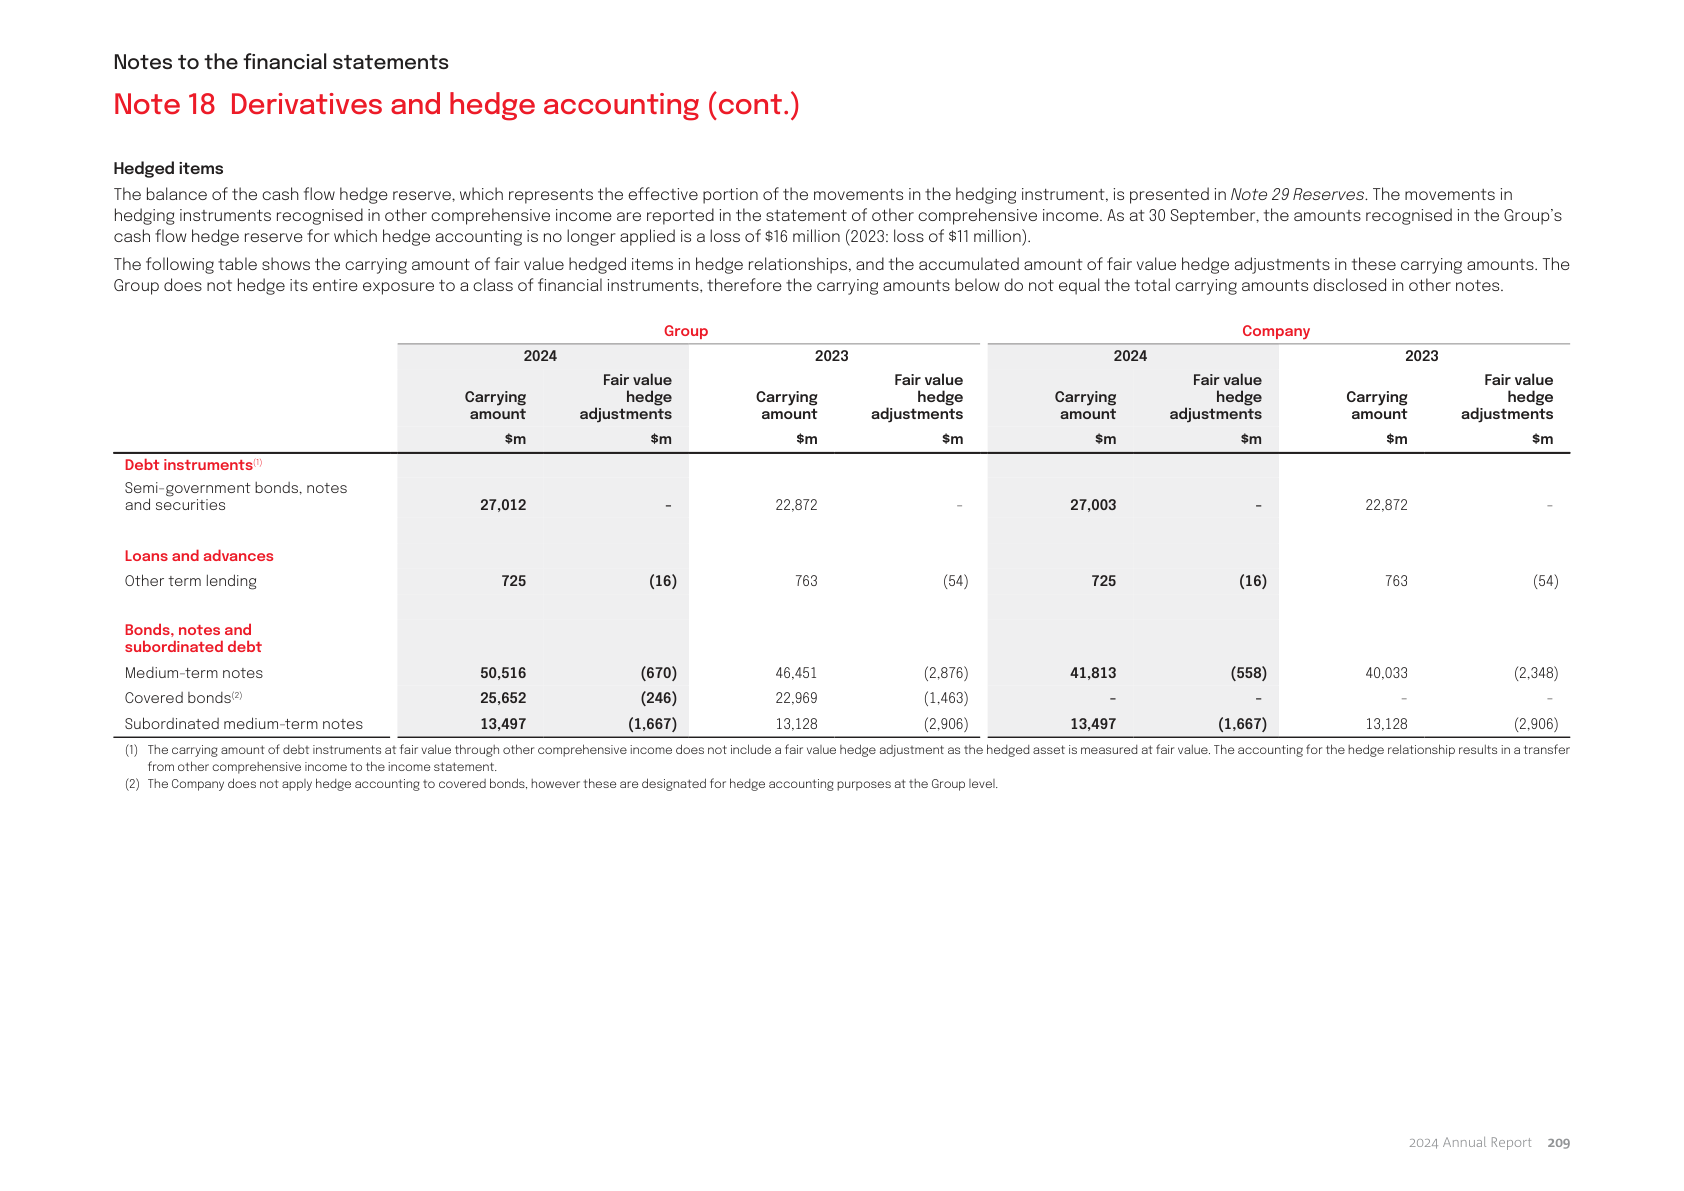 Notes to the financial statements
Note 18 Derivatives and hedge accounting (cont.)
Hedged items
The balance of the cash flow hedge reserve, which represents the effective portion of the movements in the hedging instrument, is presented in Note 29 Reserves. The movements in
hedging instruments recognised in other comprehensive income are reported in the statement of other comprehensive income. As at 30 September, the amounts recognised in the Group's
cash flow hedge reserve for which hedge accounting is no longer applied is a loss of $16 million (2023: loss of $11 million).
The following table shows the carrying amount of fair value hedged items in hedge relationships, and the accumulated amount of fair value hedge adjustments in these carrying amounts. The
Group does not hedge its entire exposure to a class of financial instruments, therefore the carrying amounts below do not equal the total carrying amounts disclosed in other notes.
Group Company
2024 2023 2024 2023
Fair value Fair value Fair value Fair value
Carrying hedge Carrying hedge Carrying hedge Carrying hedge
amount adjustments amount adjustments amount adjustments amount adjustments
$m $m $m $m $m $m $m $m
Debt instruments(1)
Semi-government bonds, notes
and securities 27,012 – 22,872 – 27,003 – 22,872 –
Loans and advances
Other term lending 725 (16) 763 (54) 725 (16) 763 (54)
Bonds, notes and
subordinated debt
Medium-term notes 50,516 (670) 46,451 (2,876) 41,813 (558) 40,033 (2,348)
Covered bonds(2) 25,652 (246) 22,969 (1,463) – – – –
Subordinated medium-term notes 13,497 (1,667) 13,128 (2,906) 13,497 (1,667) 13,128 (2,906)
(1) The carrying amount of debt instruments at fair value through other comprehensive income does not include a fair value hedge adjustment as the hedged asset is measured at fair value. The accounting for the hedge relationship results in a transfer
from other comprehensive income to the income statement.
(2) The Company does not apply hedge accounting to covered bonds, however these are designated for hedge accounting purposes at the Group level.
2024 Annual Report 209